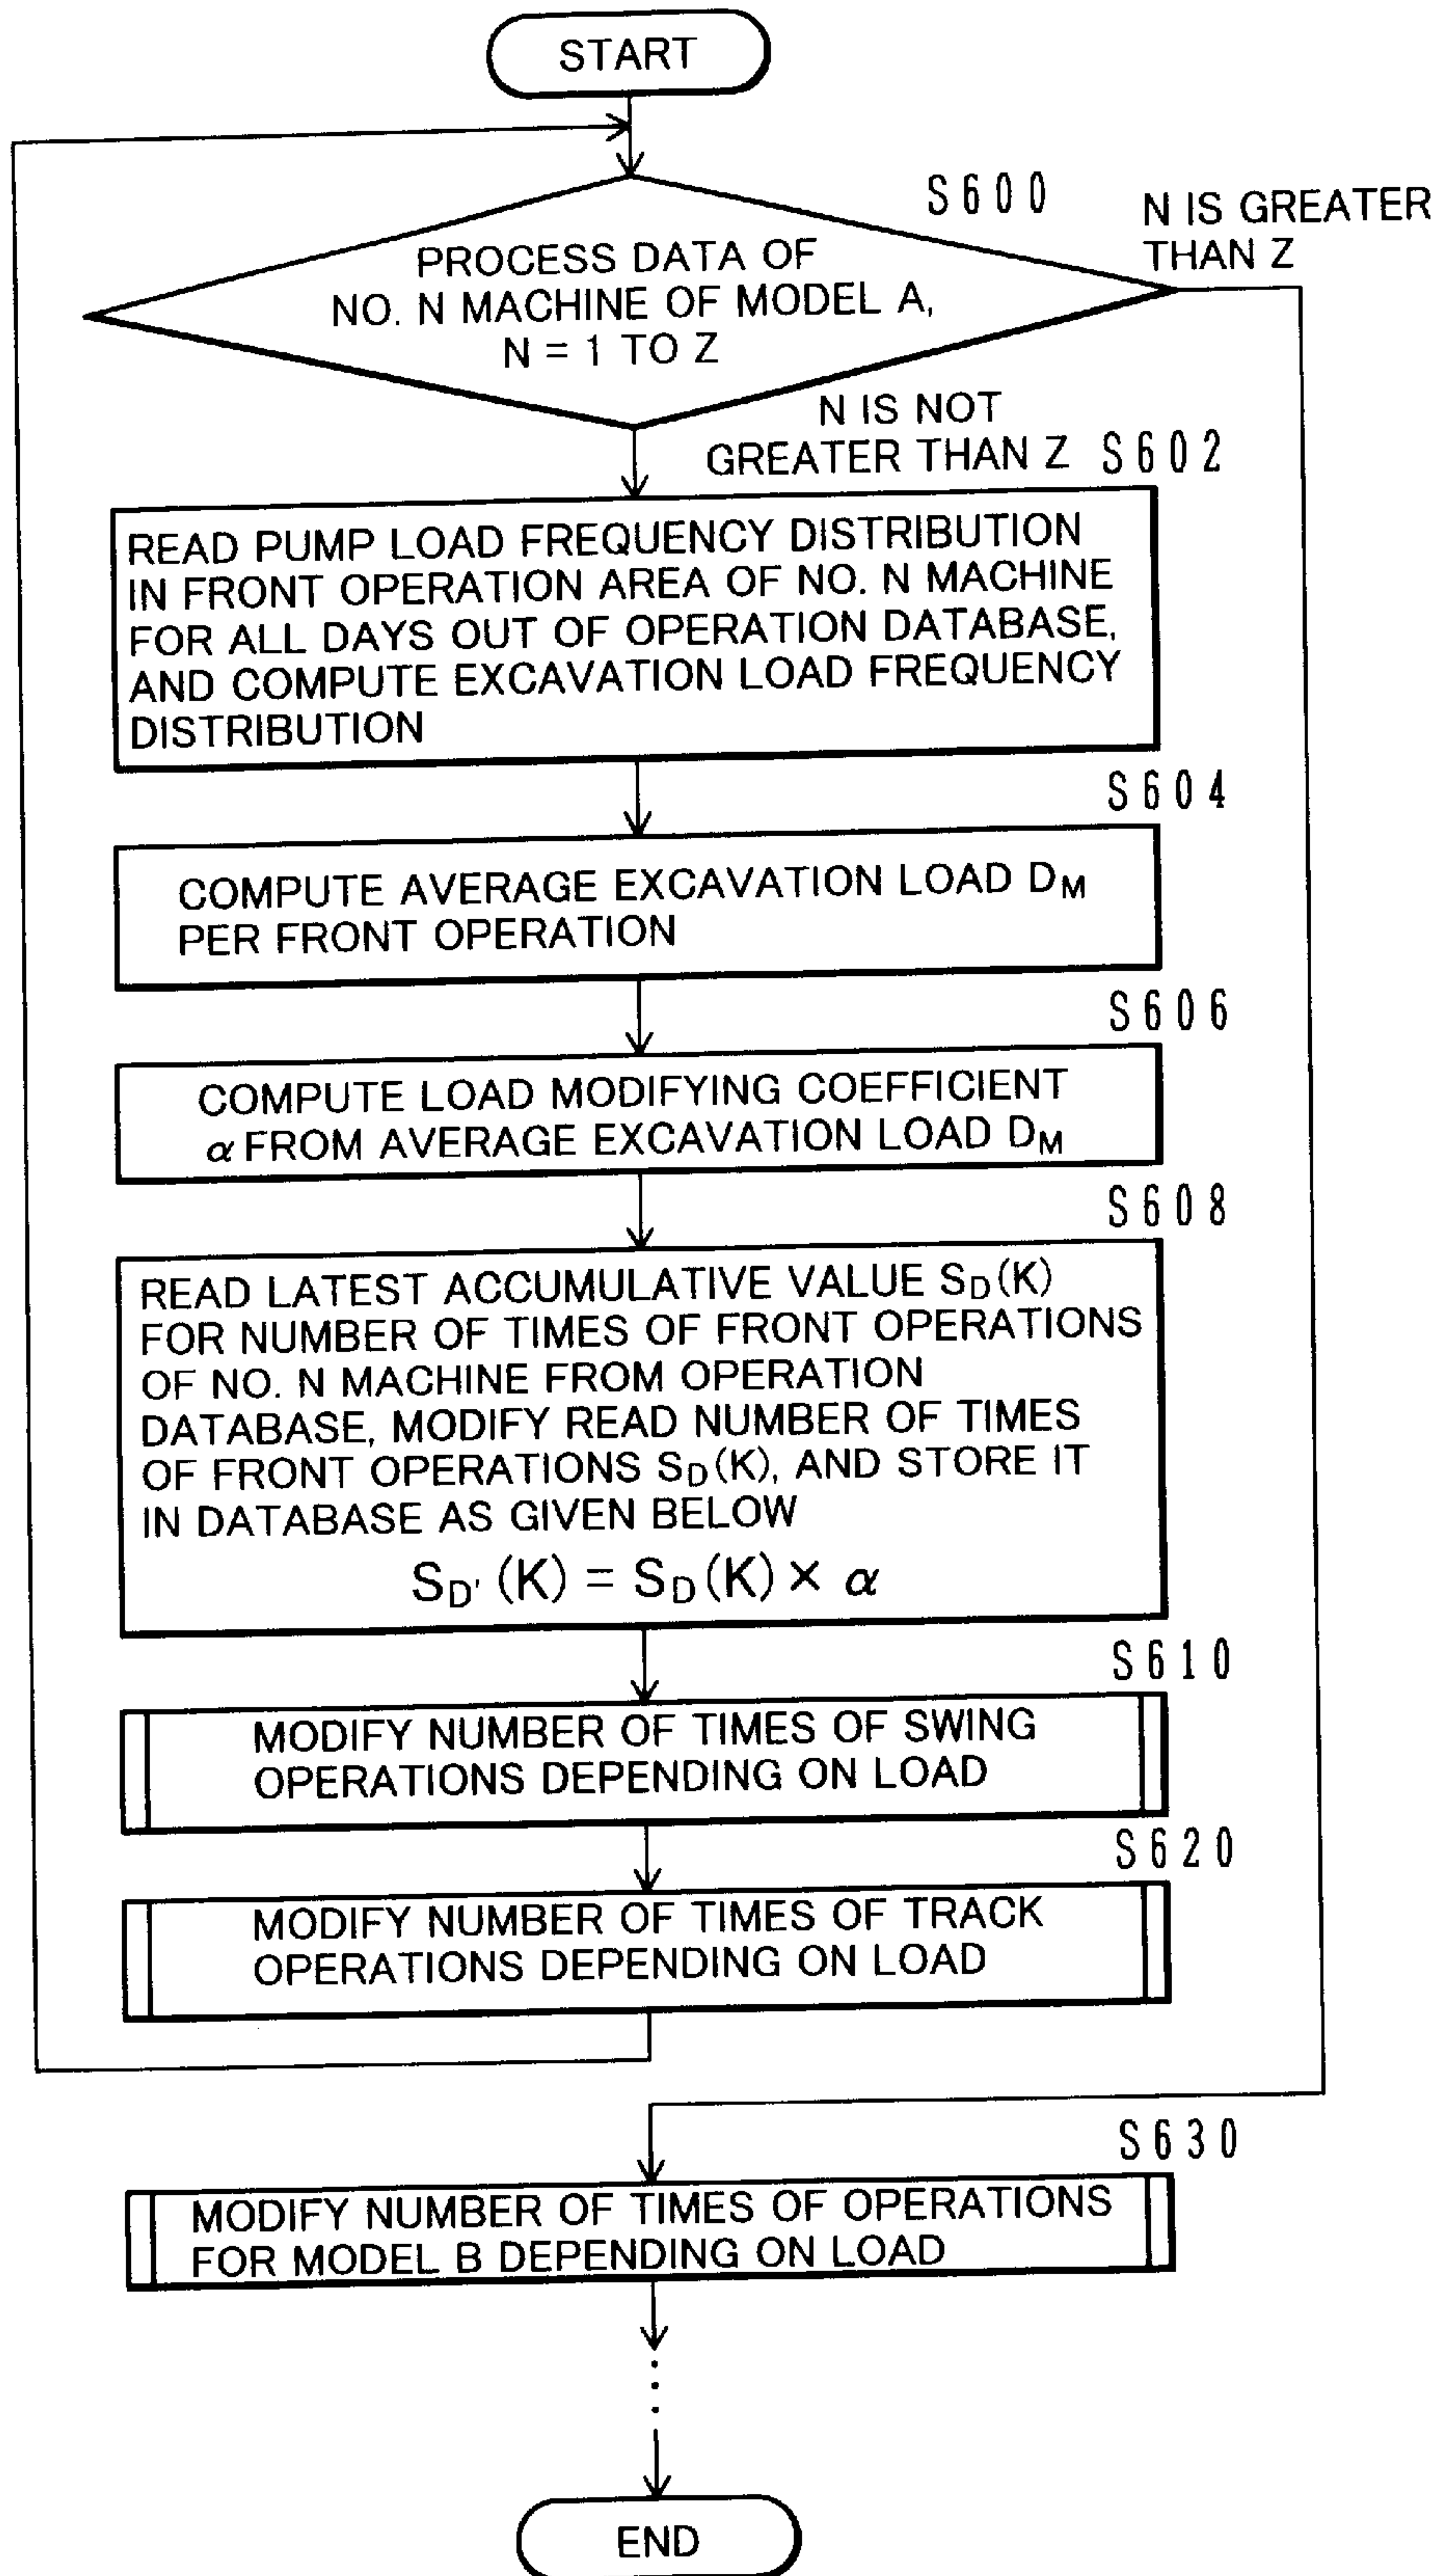 START
S600
N IS GREATER
THAN Z
PROCESS DATA OF
NO. N MACHINE OF MODEL A,
N = 1 TO Z
N IS NOT
GREATER THAN Z
S602
READ PUMP LOAD FREQUENCY DISTRIBUTION
IN FRONT OPERATION AREA OF NO. N MACHINE
FOR ALL DAYS OUT OF OPERATION DATABASE,
AND COMPUTE EXCAVATION LOAD FREQUENCY
DISTRIBUTION
S604
COMPUTE AVERAGE EXCAVATION LOAD DM
PER FRONT OPERATION
S606
COMPUTE LOAD MODIFYING COEFFICIENT
α FROM AVERAGE EXCAVATION LOAD DM
S608
READ LATEST ACCUMULATIVE VALUE SD(K)
FOR NUMBER OF TIMES OF FRONT OPERATIONS
OF NO. N MACHINE FROM OPERATION
DATABASE, MODIFY READ NUMBER OF TIMES
OF FRONT OPERATIONS SD(K), AND STORE IT
IN DATABASE AS GIVEN BELOW
SD' (K) = SD(K) × α
S610
MODIFY NUMBER OF TIMES OF SWING
OPERATIONS DEPENDING ON LOAD
S620
MODIFY NUMBER OF TIMES OF TRACK
OPERATIONS DEPENDING ON LOAD
S630
MODIFY NUMBER OF TIMES OF OPERATIONS
FOR MODEL B DEPENDING ON LOAD
END